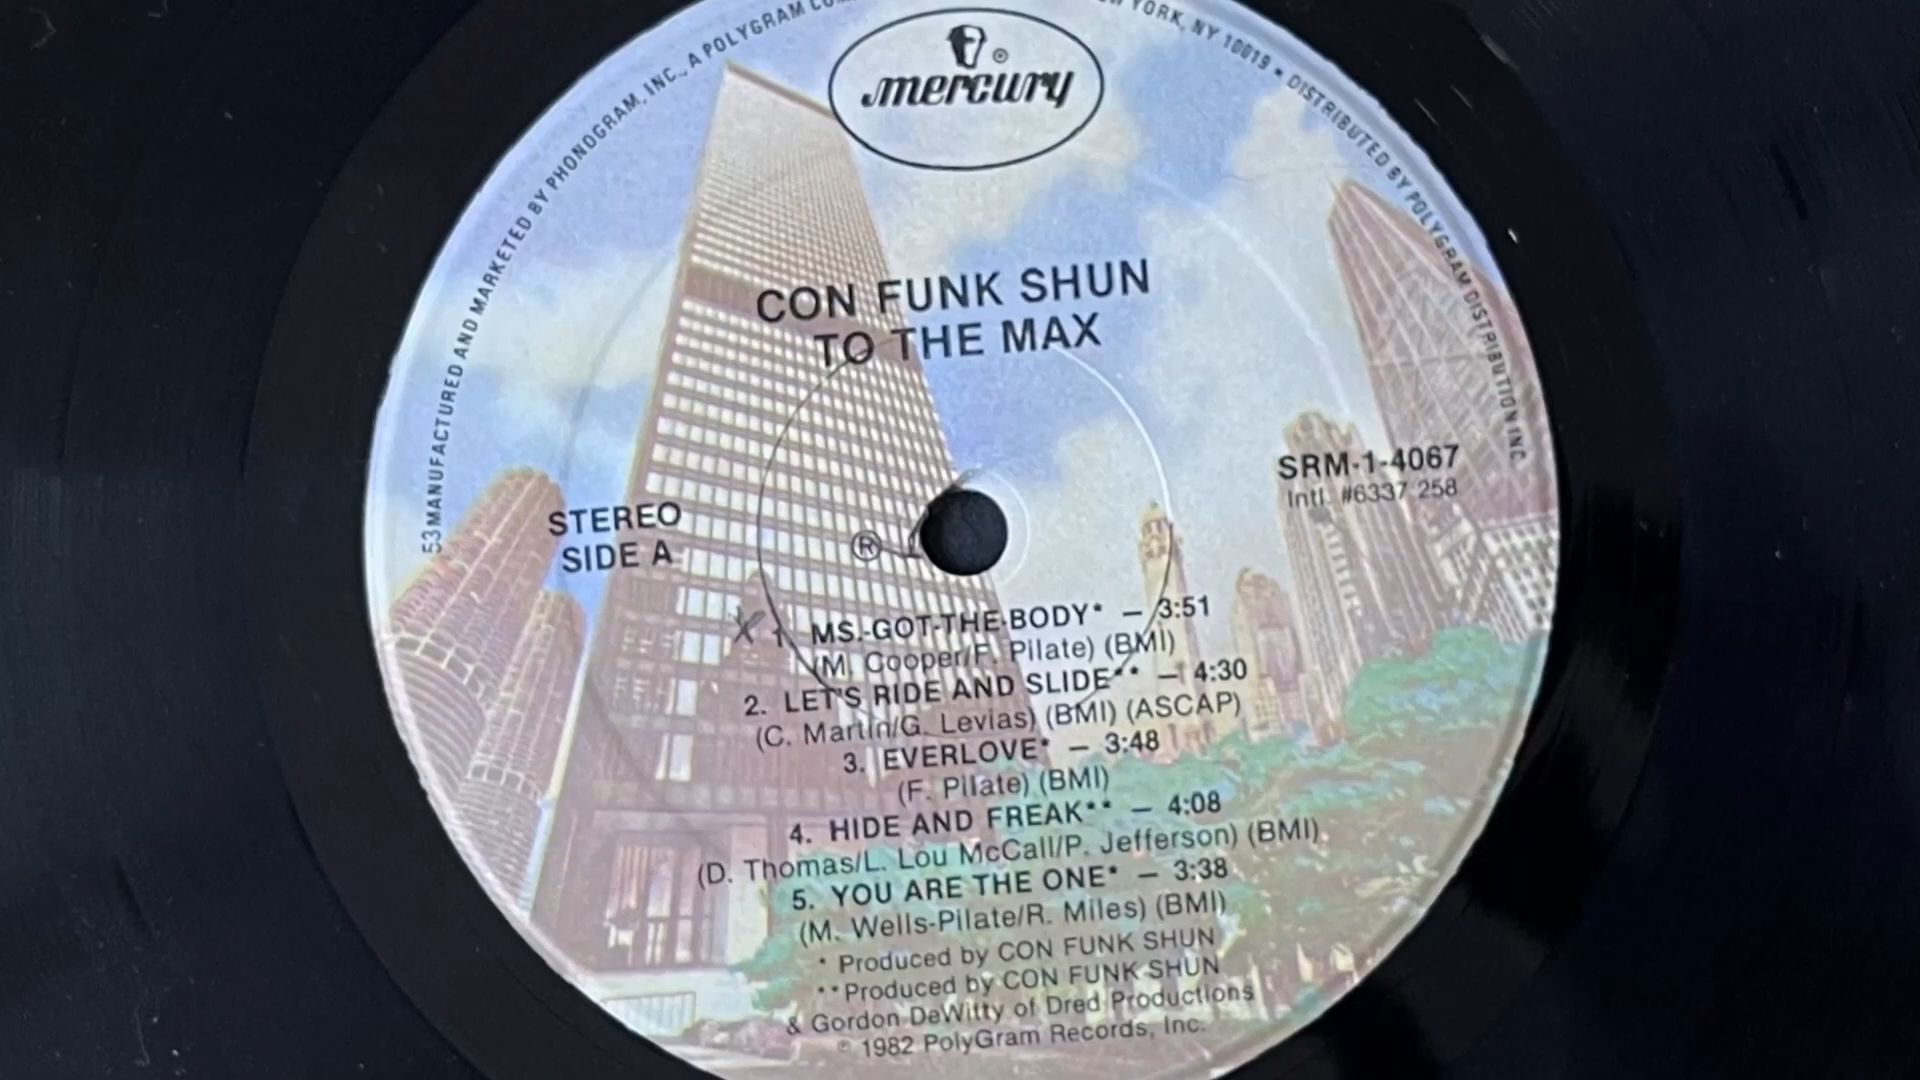 53 MANUFACTURED AND MARKETED BY PHONOGRAM, INC., A POLYGRAM YORK, NY 10019 • DISTRIBUTED BY POLYGRAM DISTRIBUTION INC
mercury ®
CON FUNK SHUN
TO THE MAX
SRM-1-4067
Intl. #6337 258
STEREO
SIDE A
®
X 1. MS.-GOT-THE-BODY* — 3:51
(M. Cooper/F. Pilate) (BMI)
2. LET'S RIDE AND SLIDE** — 4:30
(C. Martin/G. Levias) (BMI) (ASCAP)
3. EVERLOVE* — 3:48
(F. Pilate) (BMI)
4. HIDE AND FREAK** — 4:08
(D. Thomas/L. Lou McCall/P. Jefferson) (BMI)
5. YOU ARE THE ONE* — 3:38
(M. Wells-Pilate/R. Miles) (BMI)
* Produced by CON FUNK SHUN
**Produced by CON FUNK SHUN
& Gordon DeWitty of Dred Productions
℗ 1982 PolyGram Records, Inc.